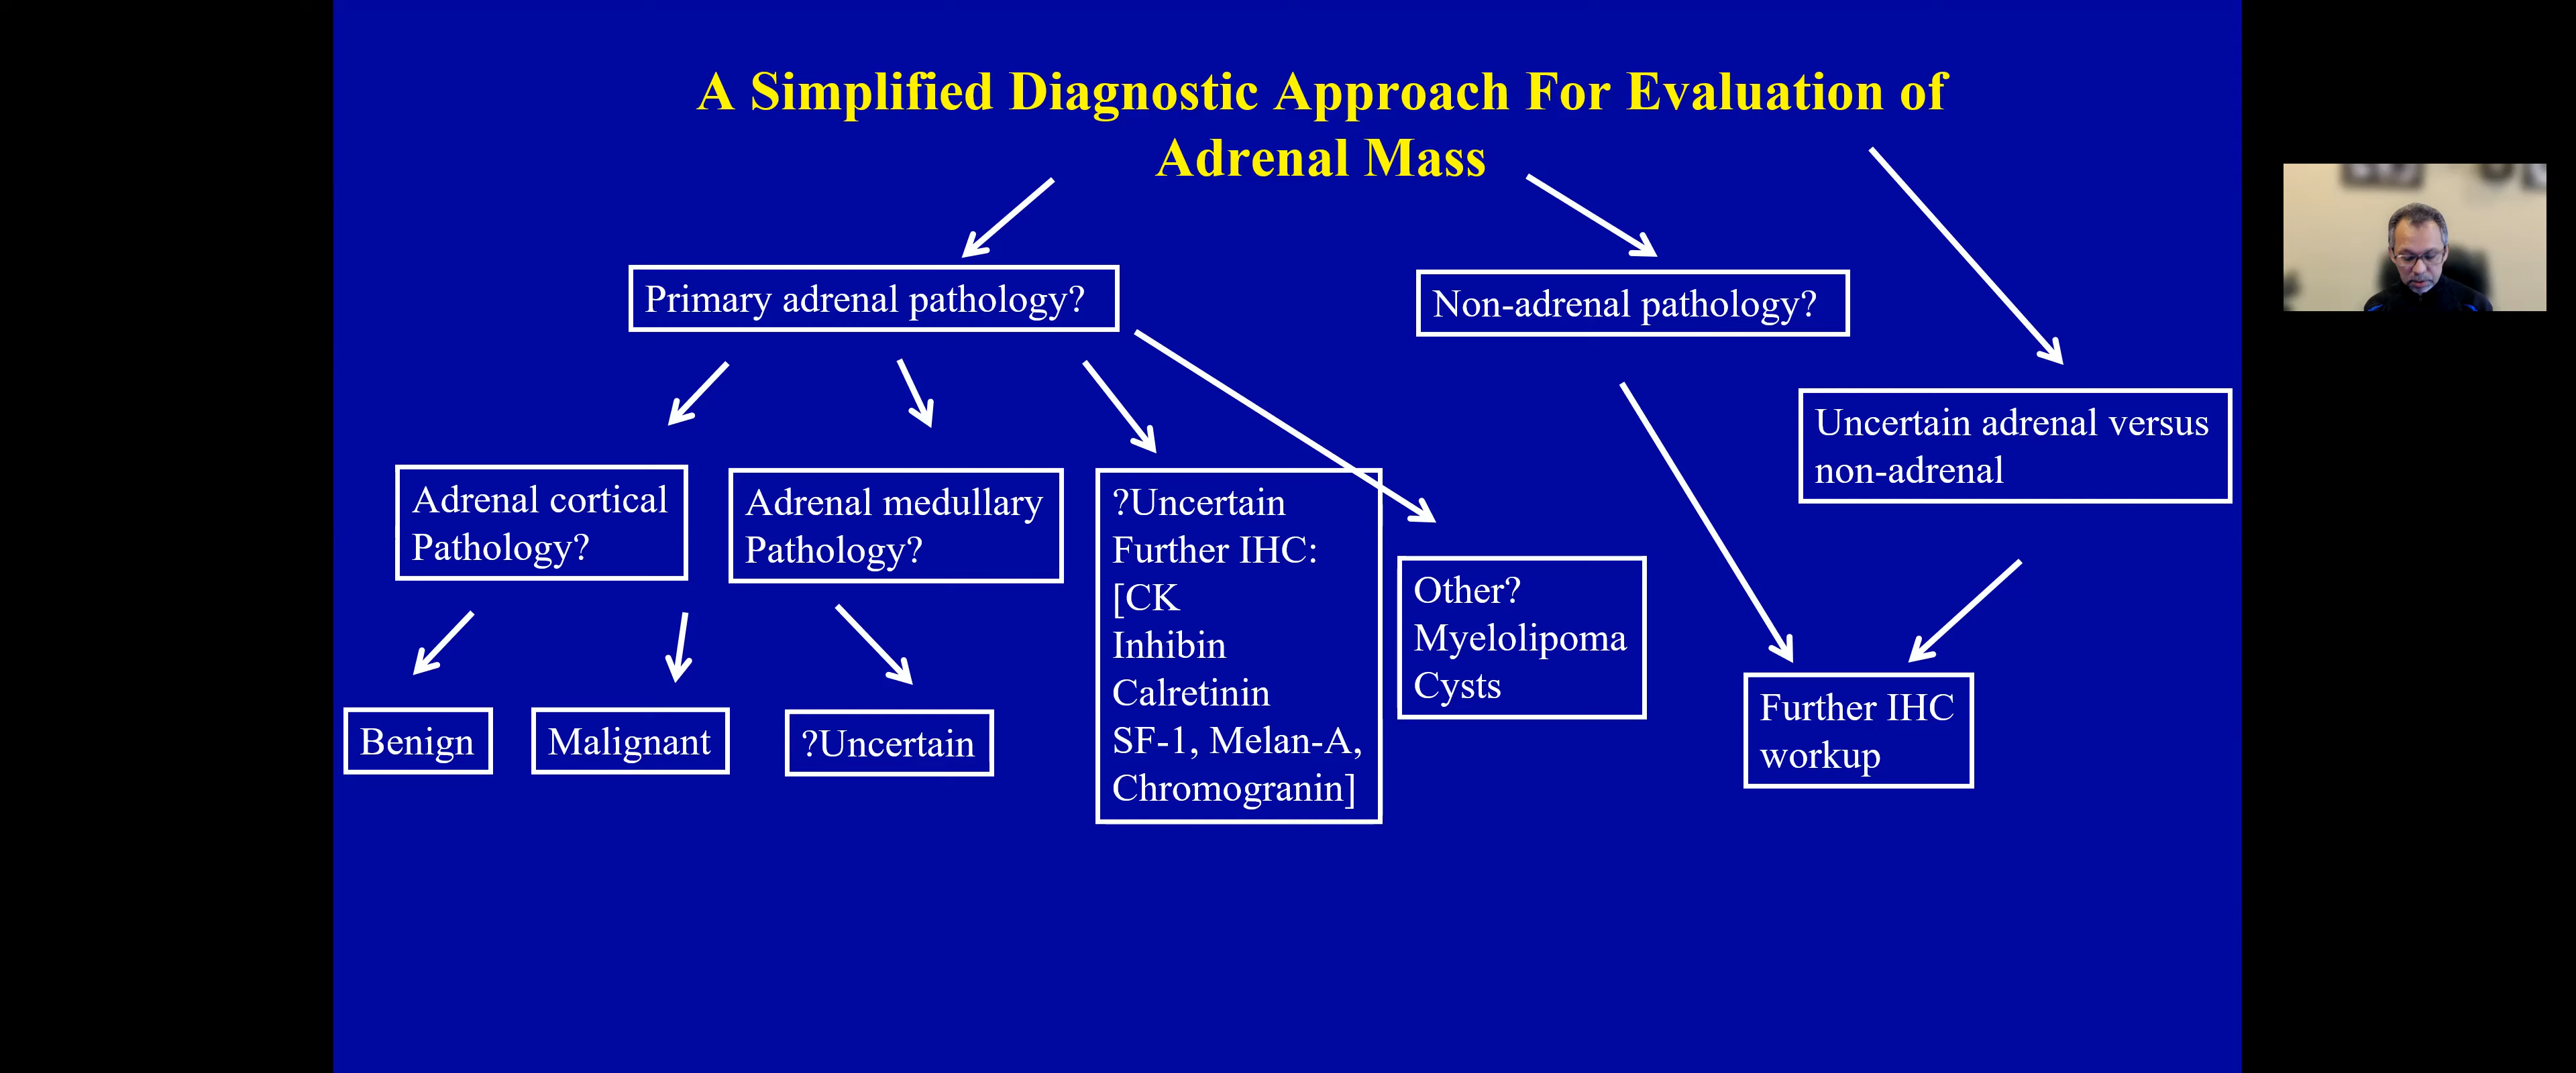 A Simplified Diagnostic Approach For Evaluation of
Adrenal Mass
Primary adrenal pathology?
Non-adrenal pathology?
Uncertain adrenal versus
non-adrenal
Adrenal cortical
Pathology?
Adrenal medullary
Pathology?
?Uncertain
Further IHC:
[CK
Inhibin
Calretinin
SF-1, Melan-A,
Chromogranin]
Other?
Myelolipoma
Cysts
Further IHC
workup
Benign
Malignant
?Uncertain